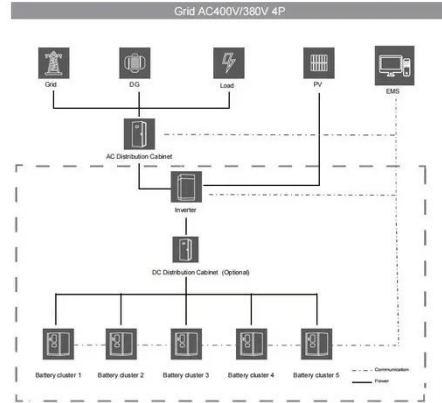 Grid AC400V/380V 4P
Grid
DG
Load
PV
EMS
AC Distribution Cabinet
Inverter
DC Distribution Cabinet (Optional)
Battery cluster 1
Battery cluster 2
Battery cluster 3
Battery cluster 4
Battery cluster 5
Communication
Power